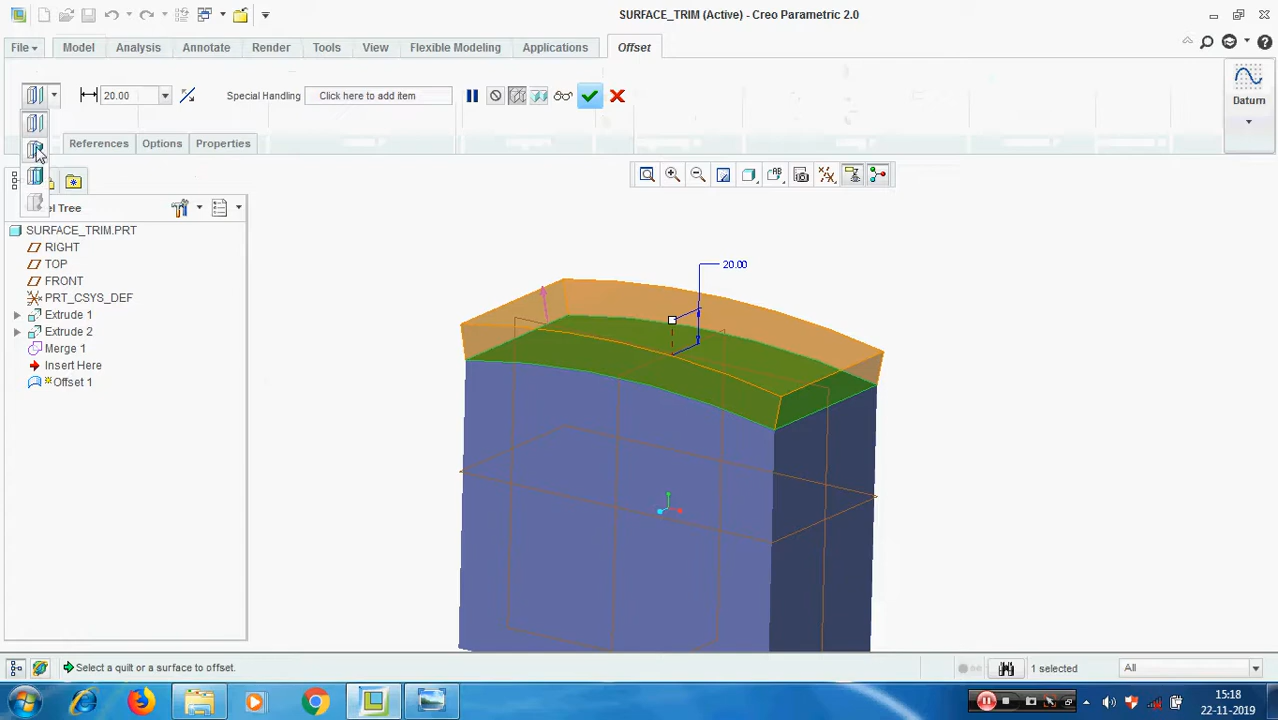 SURFACE_TRIM (Active) - Creo Parametric 2.0
File Model Analysis Annotate Render Tools View Flexible Modeling Applications Offset
20.00 Special Handling Click here to add item
Datum
References Options Properties
el Tree
SURFACE_TRIM.PRT
RIGHT
TOP
FRONT
PRT_CSYS_DEF
Extrude 1
Extrude 2
Merge 1
Insert Here
Offset 1
20.00
Select a quilt or a surface to offset.
1 selected
All
15:18
22-11-2019